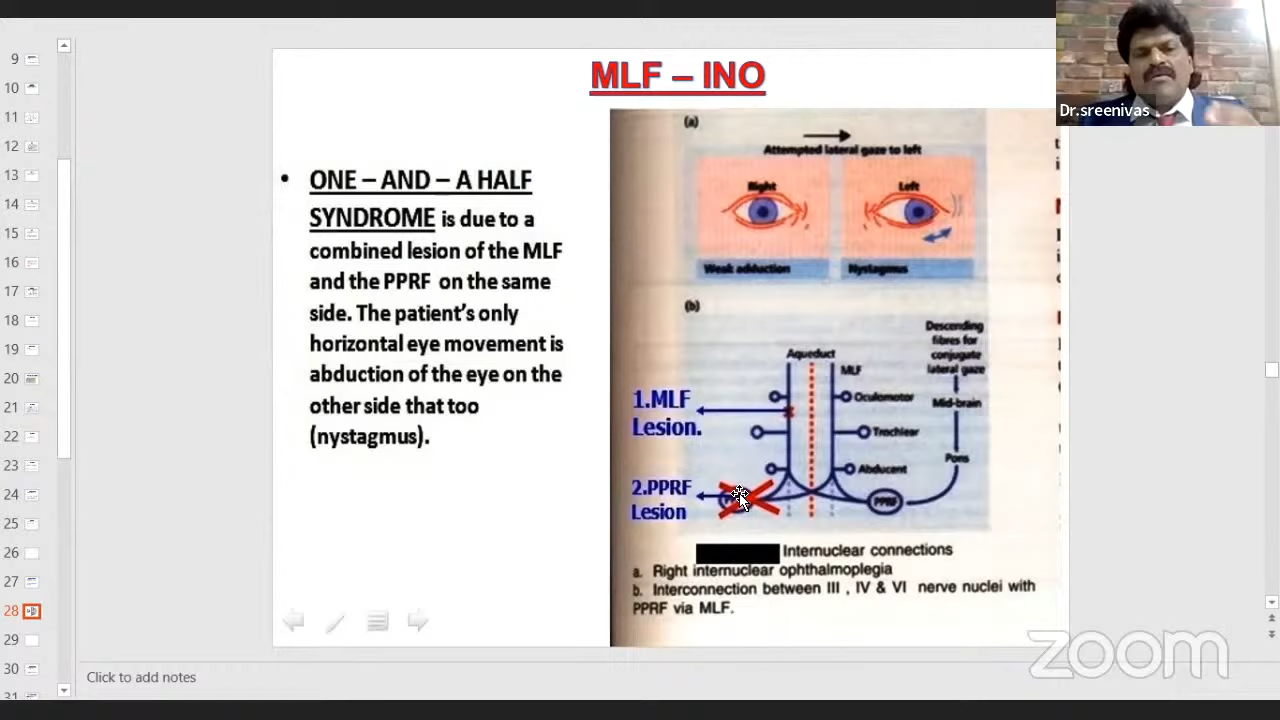 MLF – INO
Dr.sreenivas
• ONE – AND – A HALF
SYNDROME is due to a
combined lesion of the MLF
and the PPRF on the same
side. The patient's only
horizontal eye movement is
abduction of the eye on the
other side that too
(nystagmus).
(a)
Attempted lateral gaze to left
Right
Left
Weak adduction
Nystagmus
(b)
Descending
fibres for
conjugate
lateral gaze
Aqueduct
MLF
1.MLF
Lesion.
Oculomotor
Mid-brain
Trochlear
Abducent
Pons
2.PPRF
Lesion
PPRF
Internuclear connections
a. Right internuclear ophthalmoplegia
b. Interconnection between III , IV & VI nerve nuclei with
PPRF via MLF.
zoom
Click to add notes
9
10
11
12
13
14
15
16
17
18
19
20
21
22
23
24
25
26
27
28
29
30
31